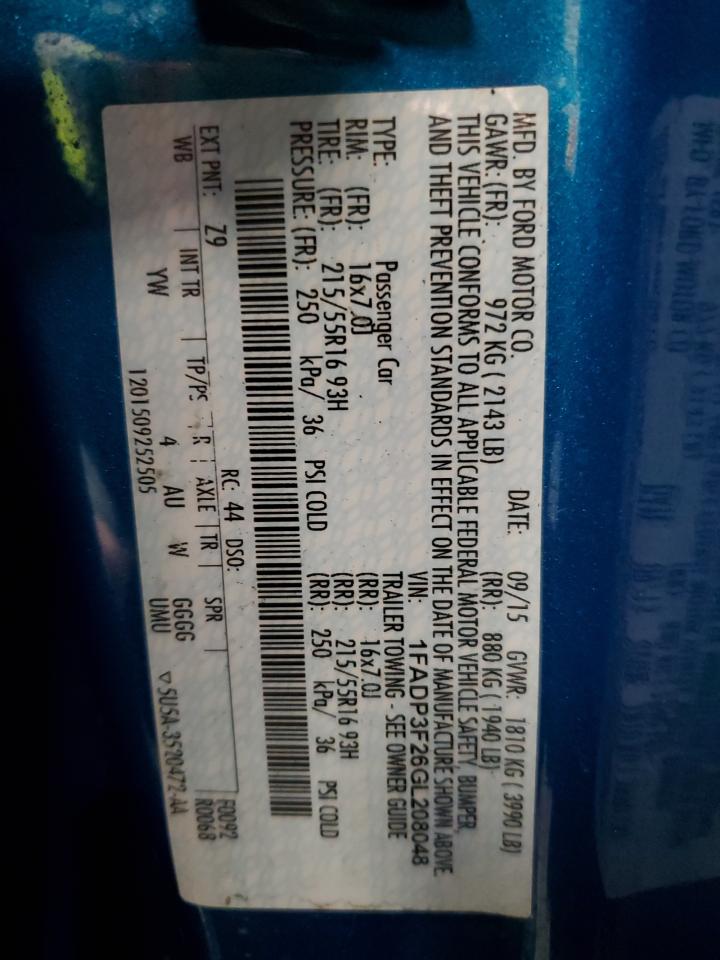 MFD. BY FORD MOTOR CO. DATE: 09/15 GVWR: 1810 KG ( 3990 LB)
GAWR: (FR): 972 KG ( 2143 LB) (RR): 880 KG ( 1940 LB)
THIS VEHICLE CONFORMS TO ALL APPLICABLE FEDERAL MOTOR VEHICLE SAFETY, BUMPER,
AND THEFT PREVENTION STANDARDS IN EFFECT ON THE DATE OF MANUFACTURE SHOWN ABOVE.
VIN: 1FADP3F26GL208048
TYPE: Passenger Car TRAILER TOWING - SEE OWNER GUIDE
RIM: (FR): 16x7.0J (RR): 16x7.0J
TIRE: (FR): 215/55R16 93H (RR): 215/55R16 93H
PRESSURE: (FR): 250 kPa/ 36 PSI COLD (RR): 250 kPa/ 36 PSI COLD
EXT PNT: Z9 RC: 44 DSO: F0092
WB INT TR TP/PS R AXLE TR SPR R0068
YW 4 AU W GGGG
UMU
1201509252505